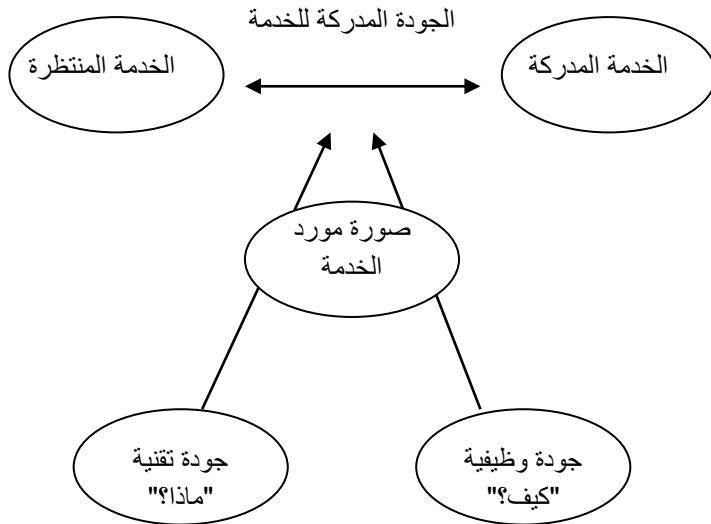 الجودة المدركة للخدمة
الخدمة المدركة
الخدمة المنتظرة
صورة مورد
الخدمة
جودة وظيفية
"كيف؟"
جودة تقنية
"ماذا؟"